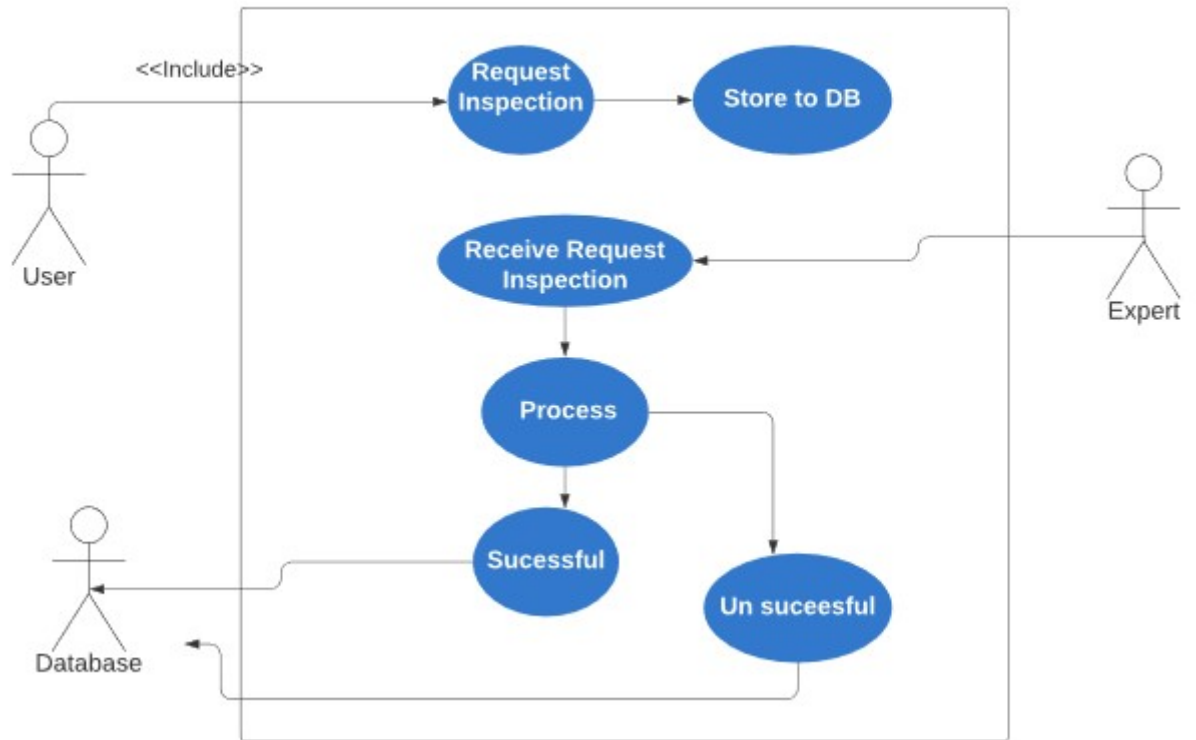 <<Include>>
Request
Inspection
Store to DB
User
Receive Request
Inspection
Expert
Process
Sucessful
Un suceesful
Database